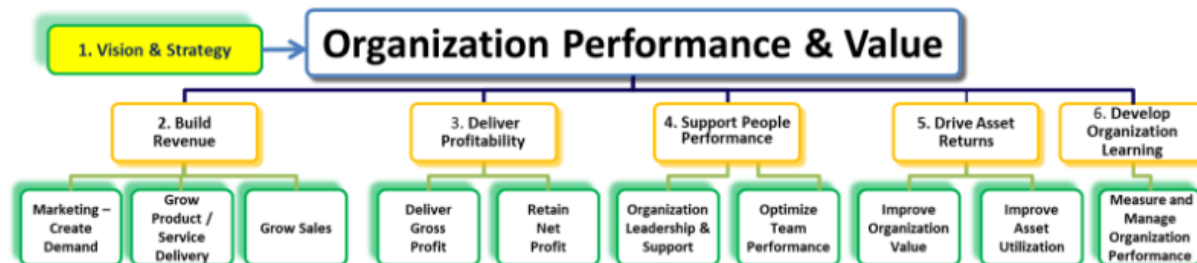 1. Vision & Strategy
Organization Performance & Value
2. Build
Revenue
3. Deliver
Profitability
4. Support People
Performance
5. Drive Asset
Returns
6. Develop
Organization
Learning
Marketing –
Create
Demand
Grow
Product /
Service
Delivery
Grow Sales
Deliver
Gross
Profit
Retain
Net
Profit
Organization
Leadership &
Support
Optimize
Team
Performance
Improve
Organization
Value
Improve
Asset
Utilization
Measure and
Manage
Organization
Performance